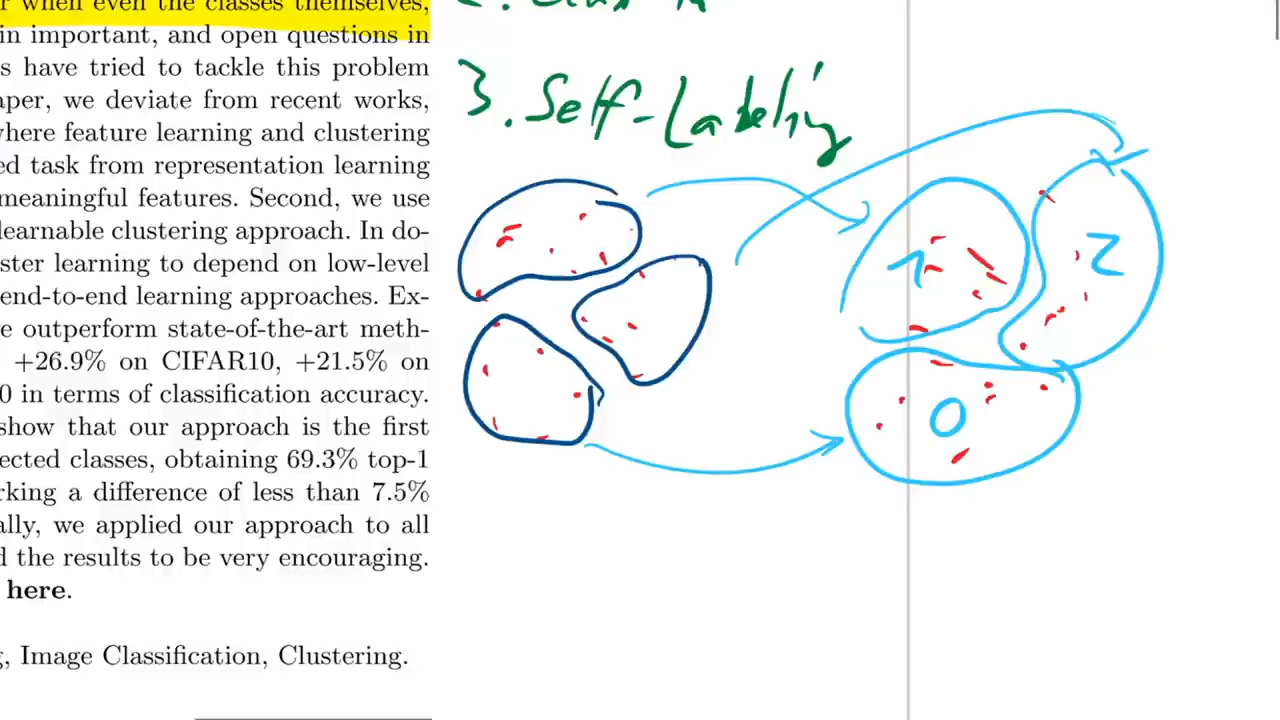 r when even the classes themselves,
in important, and open questions in
s have tried to tackle this problem
aper, we deviate from recent works,
where feature learning and clustering
ed task from representation learning
meaningful features. Second, we use
learnable clustering approach. In do-
ster learning to depend on low-level
end-to-end learning approaches. Ex-
e outperform state-of-the-art meth-
+26.9% on CIFAR10, +21.5% on
0 in terms of classification accuracy.
show that our approach is the first
ected classes, obtaining 69.3% top-1
rking a difference of less than 7.5%
ally, we applied our approach to all
d the results to be very encouraging.
here.
g, Image Classification, Clustering.
2.
3. Self-Labeling
1
2
0